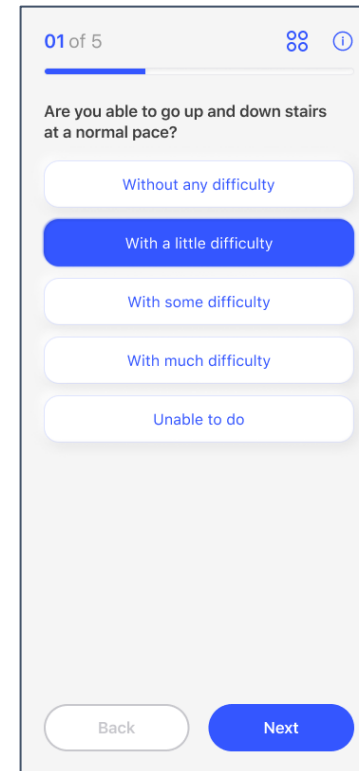 01 of 5
Are you able to go up and down stairs
at a normal pace?
Without any difficulty
With a little difficulty
With some difficulty
With much difficulty
Unable to do
Back
Next